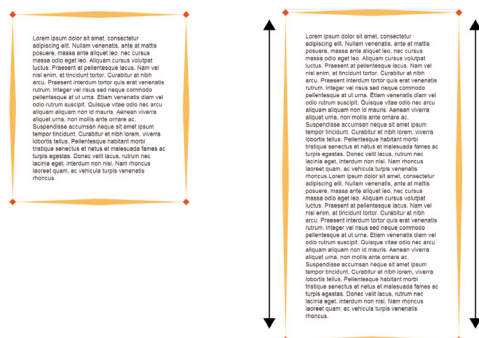 Lorem ipsum dolor sit amet, consectetur
adipiscing elit. Nullam venenatis, ante at mattis
posuere, massa ante aliquet leo, nec cursus
massa odio eget leo. Aliquam cursus volutpat
luctus. Praesent at pellentesque lacus. Nam vel
nisl enim, at tincidunt tortor. Curabitur at nibh
arcu. Praesent interdum tortor quis erat venenatis
rutrum. Integer vel risus sed neque commodo
pellentesque at ut urna. Etiam venenatis diam vel
odio rutrum suscipit. Quisque vitae odio nec arcu
aliquam aliquam non id mauris. Aenean viverra
aliquet urna, non mollis ante ornare ac.
Suspendisse accumsan neque sit amet ipsum
tempor tincidunt. Curabitur et nibh lorem, viverra
lobortis tellus. Pellentesque habitant morbi
tristique senectus et netus et malesuada fames ac
turpis egestas. Donec velit lacus, rutrum nec
lacinia eget, interdum non nisi. Nam rhoncus
laoreet quam, ac vehicula turpis venenatis
rhoncus.
Lorem ipsum dolor sit amet, consectetur
adipiscing elit. Nullam venenatis, ante at mattis
posuere, massa ante aliquet leo, nec cursus
massa odio eget leo. Aliquam cursus volutpat
luctus. Praesent at pellentesque lacus. Nam vel
nisl enim, at tincidunt tortor. Curabitur at nibh
arcu. Praesent interdum tortor quis erat venenatis
rutrum. Integer vel risus sed neque commodo
pellentesque at ut urna. Etiam venenatis diam vel
odio rutrum suscipit. Quisque vitae odio nec arcu
aliquam aliquam non id mauris. Aenean viverra
aliquet urna, non mollis ante ornare ac.
Suspendisse accumsan neque sit amet ipsum
tempor tincidunt. Curabitur et nibh lorem, viverra
lobortis tellus. Pellentesque habitant morbi
tristique senectus et netus et malesuada fames ac
turpis egestas. Donec velit lacus, rutrum nec
lacinia eget, interdum non nisi. Nam rhoncus
laoreet quam, ac vehicula turpis venenatis
rhoncus.Lorem ipsum dolor sit amet, consectetur
adipiscing elit. Nullam venenatis, ante at mattis
posuere, massa ante aliquet leo, nec cursus
massa odio eget leo. Aliquam cursus volutpat
luctus. Praesent at pellentesque lacus. Nam vel
nisl enim, at tincidunt tortor. Curabitur at nibh
arcu. Praesent interdum tortor quis erat venenatis
rutrum. Integer vel risus sed neque commodo
pellentesque at ut urna. Etiam venenatis diam vel
odio rutrum suscipit. Quisque vitae odio nec arcu
aliquam aliquam non id mauris. Aenean viverra
aliquet urna, non mollis ante ornare ac.
Suspendisse accumsan neque sit amet ipsum
tempor tincidunt. Curabitur et nibh lorem, viverra
lobortis tellus. Pellentesque habitant morbi
tristique senectus et netus et malesuada fames ac
turpis egestas. Donec velit lacus, rutrum nec
lacinia eget, interdum non nisi. Nam rhoncus
laoreet quam, ac vehicula turpis venenatis
rhoncus.